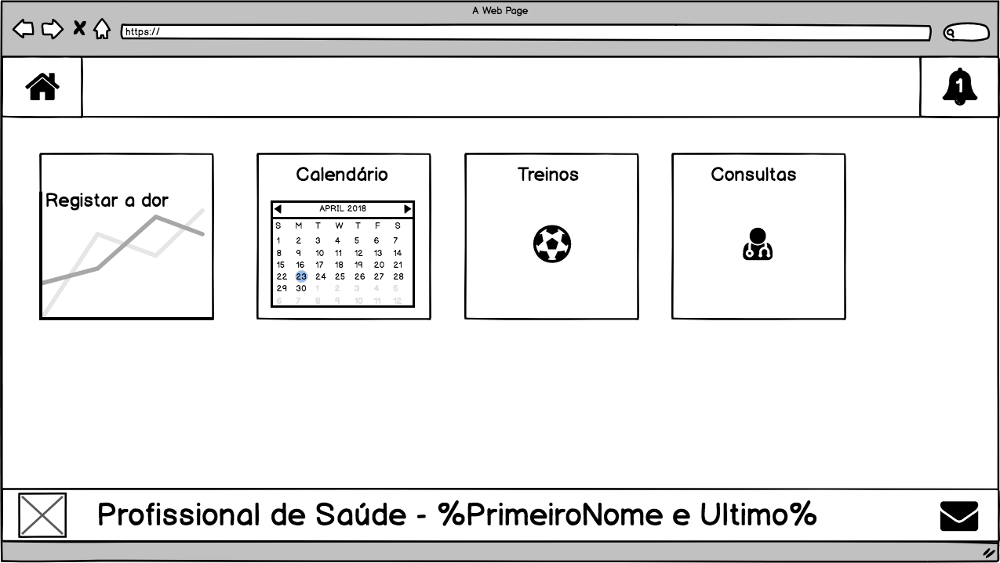 A Web Page
https://
1
Registar a dor
Calendário
APRIL 2018
S M T W T F S
1 2 3 4 5 6 7
8 9 10 11 12 13 14
15 16 17 18 19 20 21
22 23 24 25 26 27 28
29 30 1 2 3 4 5
6 7 8 9 10 11 12
Treinos
Consultas
Profissional de Saúde - %PrimeiroNome e Ultimo%